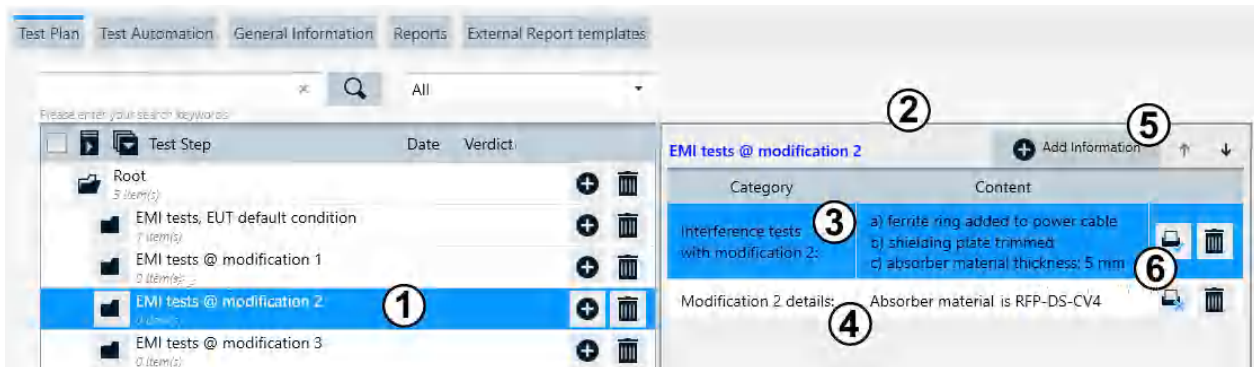 Test Plan Test Automation General Information Reports External Report templates
× All
Please enter your search keywords
Test Step Date Verdict
Root
3 item(s)
EMI tests, EUT default condition
7 item(s)
EMI tests @ modification 1
0 item(s)
EMI tests @ modification 2
0 item(s)
EMI tests @ modification 3
0 item(s)
1
2
EMI tests @ modification 2 Add Information 5
Category Content
Interference tests
with modification 2:
3
a) ferrite ring added to power cable
b) shielding plate trimmed
c) absorber material thickness: 5 mm
6
Modification 2 details: Absorber material is RFP-DS-CV4
4